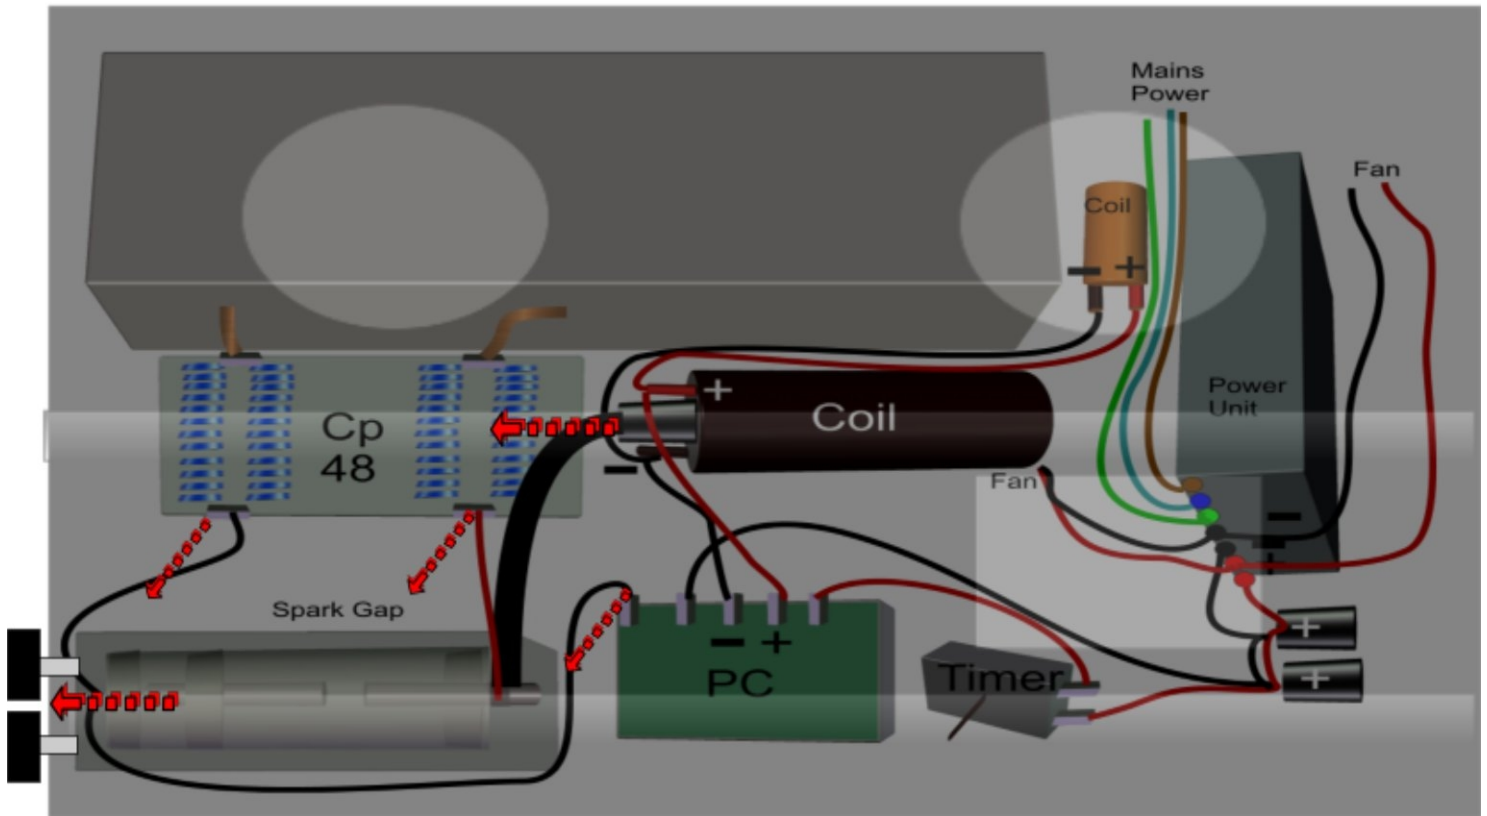 Mains
Power
Fan
Coil
- +
Power
Unit
+
Coil
Cp
48
-
Fan
-
-
+
Spark Gap
- +
PC
Timer
+
+